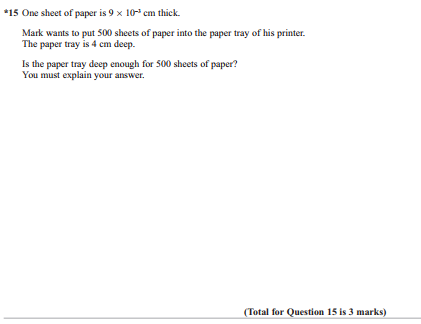 *15 One sheet of paper is 9 × 10⁻³ cm thick.
Mark wants to put 500 sheets of paper into the paper tray of his printer.
The paper tray is 4 cm deep.
Is the paper tray deep enough for 500 sheets of paper?
You must explain your answer.
(Total for Question 15 is 3 marks)